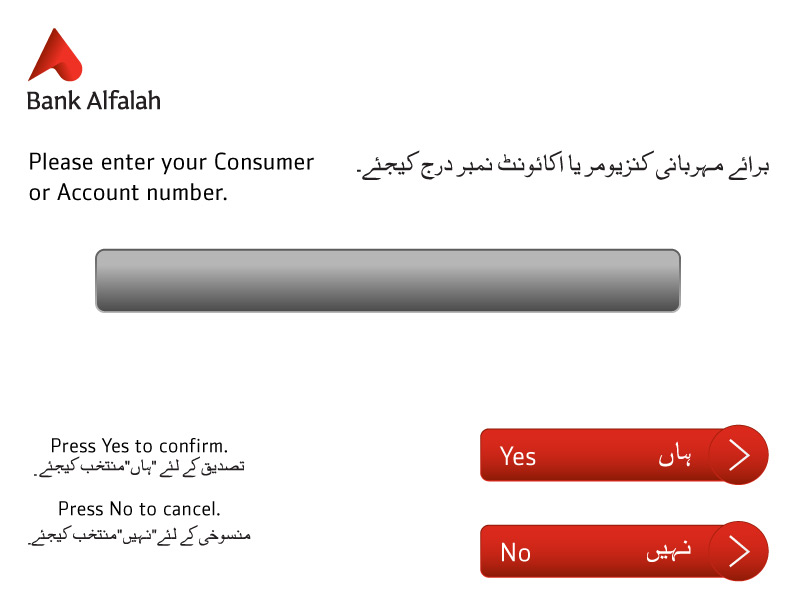 Bank Alfalah
Please enter your Consumer
or Account number.
برائے مہربانی کنزیومر یا اکائونٹ نمبر درج کیجئے۔
Press Yes to confirm.
تصدیق کے لئے "ہاں" منتخب کیجئے۔
Press No to cancel.
منسوخی کے لئے "نہیں" منتخب کیجئے۔
Yes ہاں
No نہیں